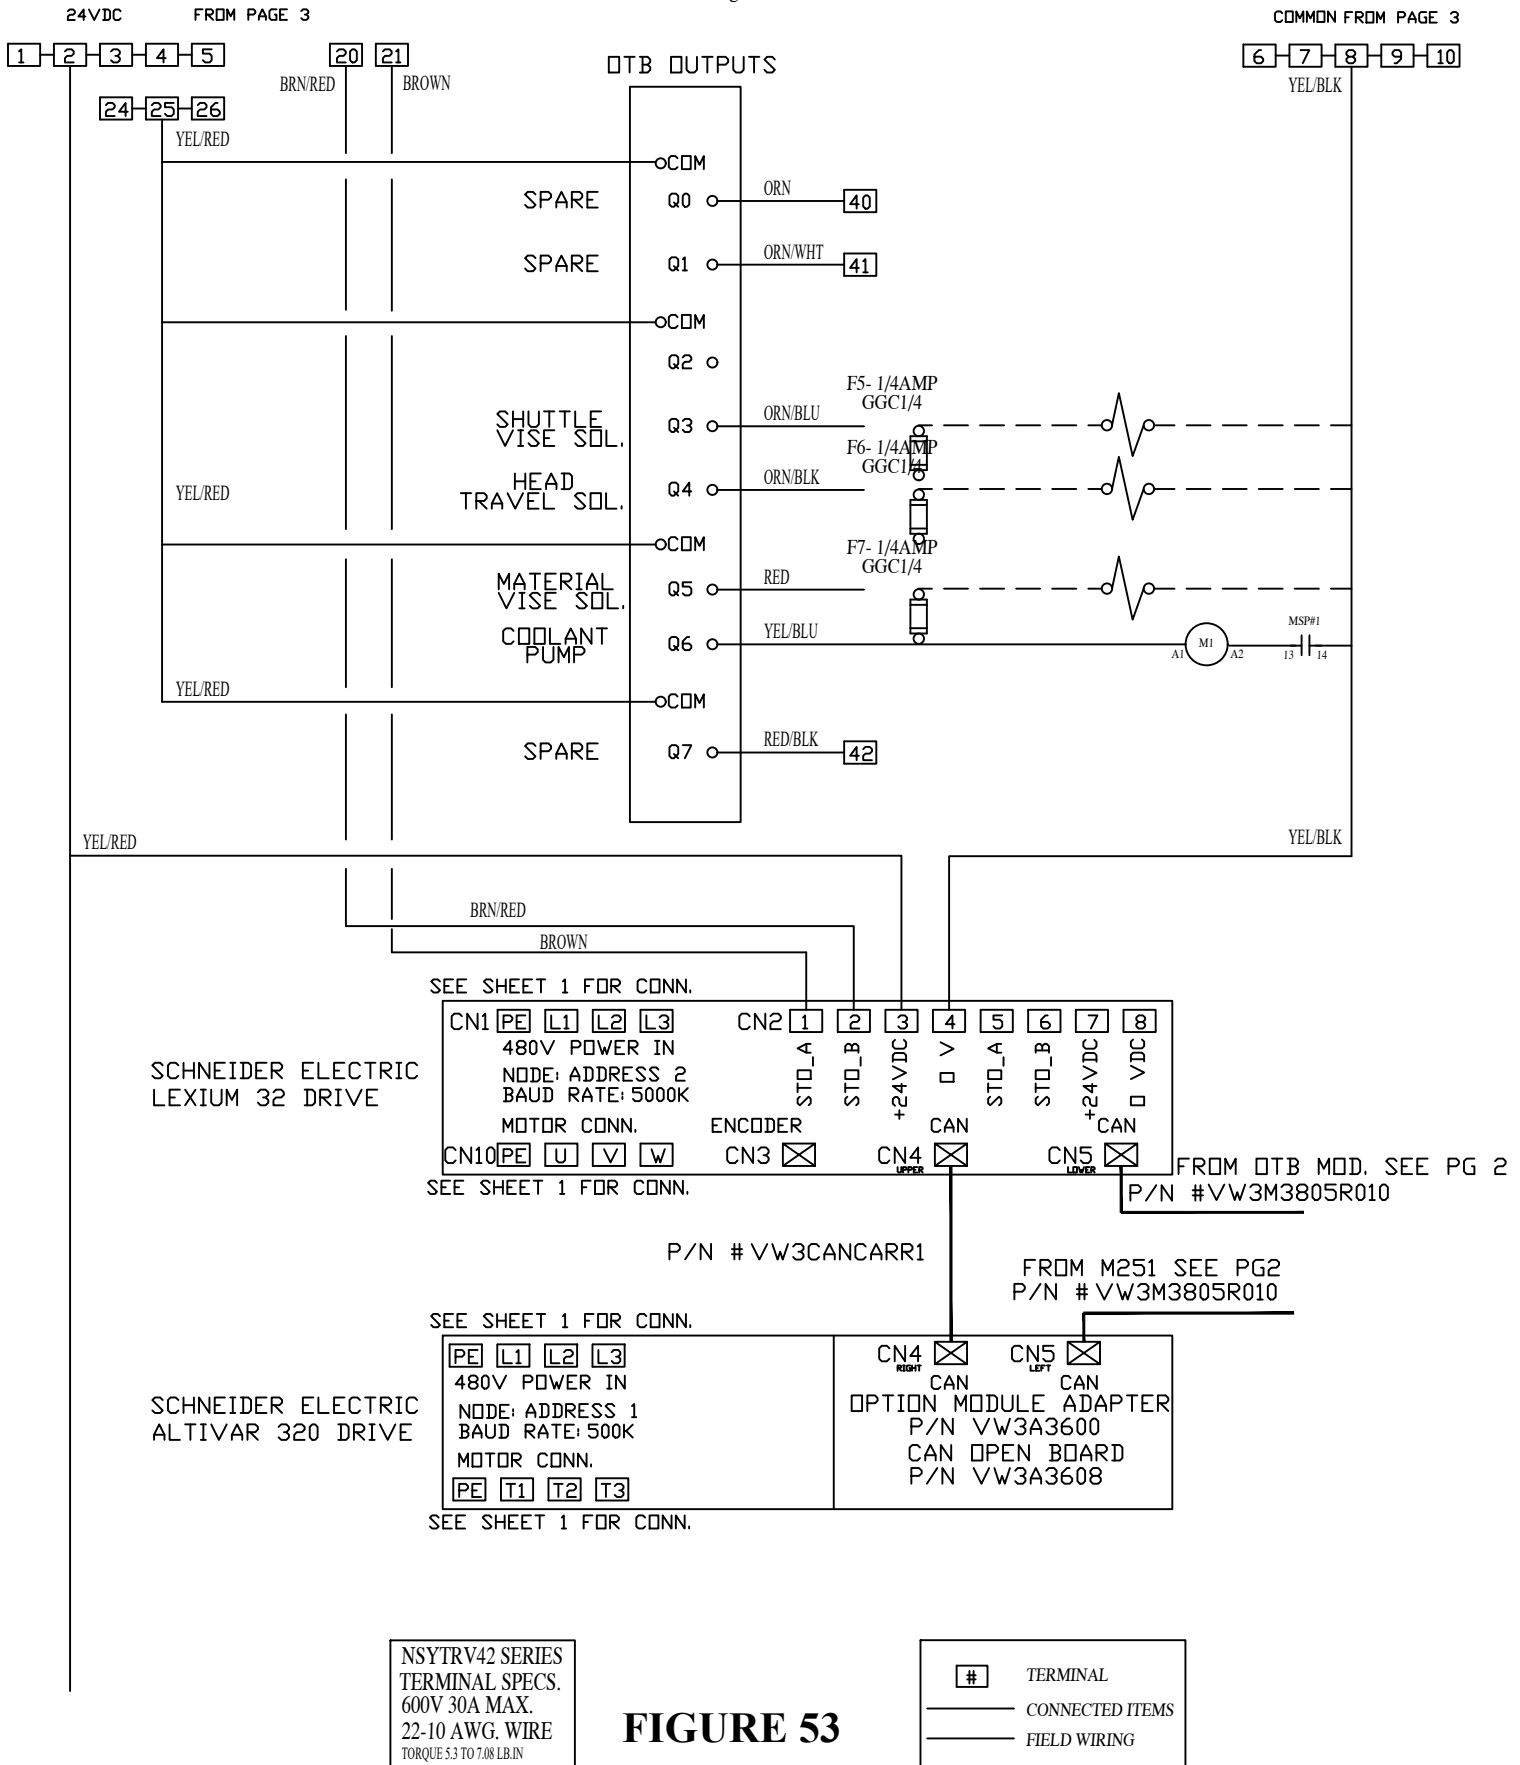 24VDC FROM PAGE 3 COMMON FROM PAGE 3
1 2 3 4 5 20 21 6 7 8 9 10
BRN/RED BROWN OTB OUTPUTS YEL/BLK
24 25 26
YEL/RED
COM
SPARE Q0 ORN 40
SPARE Q1 ORN/WHT 41
COM
Q2
F5- 1/4AMP
GGC1/4
SHUTTLE
VISE SOL. Q3 ORN/BLU
F6- 1/4AMP
GGC1/4
HEAD
TRAVEL SOL. Q4 ORN/BLK
YEL/RED
COM
F7- 1/4AMP
GGC1/4
MATERIAL
VISE SOL. Q5 RED
COOLANT
PUMP Q6 YEL/BLU
A1 M1 A2 MSP#1 13 14
YEL/RED
COM
SPARE Q7 RED/BLK 42
YEL/RED YEL/BLK
BRN/RED
BROWN
SEE SHEET 1 FOR CONN.
CN1 PE L1 L2 L3 CN2 1 2 3 4 5 6 7 8
480V POWER IN
STO_A STO_B +24VDC 0 V STO_A STO_B +24VDC 0 VDC
SCHNEIDER ELECTRIC
LEXIUM 32 DRIVE
NODE: ADDRESS 2
BAUD RATE: 5000K
MOTOR CONN. ENCODER CAN CAN
CN10 PE U V W CN3 CN4 UPPER CN5 LOWER
SEE SHEET 1 FOR CONN.
FROM OTB MOD. SEE PG 2
P/N #VW3M3805R010
P/N #VW3CANCARR1
FROM M251 SEE PG2
P/N #VW3M3805R010
SEE SHEET 1 FOR CONN.
PE L1 L2 L3 CN4 RIGHT CN5 LEFT
480V POWER IN CAN CAN
SCHNEIDER ELECTRIC
ALTIVAR 320 DRIVE
NODE: ADDRESS 1
BAUD RATE: 500K
OPTION MODULE ADAPTER
P/N VW3A3600
CAN OPEN BOARD
P/N VW3A3608
MOTOR CONN.
PE T1 T2 T3
SEE SHEET 1 FOR CONN.
NSYTRV42 SERIES
TERMINAL SPECS.
600V 30A MAX.
22-10 AWG. WIRE
TORQUE 5.3 TO 7.08 LB.IN
FIGURE 53
# TERMINAL
CONNECTED ITEMS
FIELD WIRING